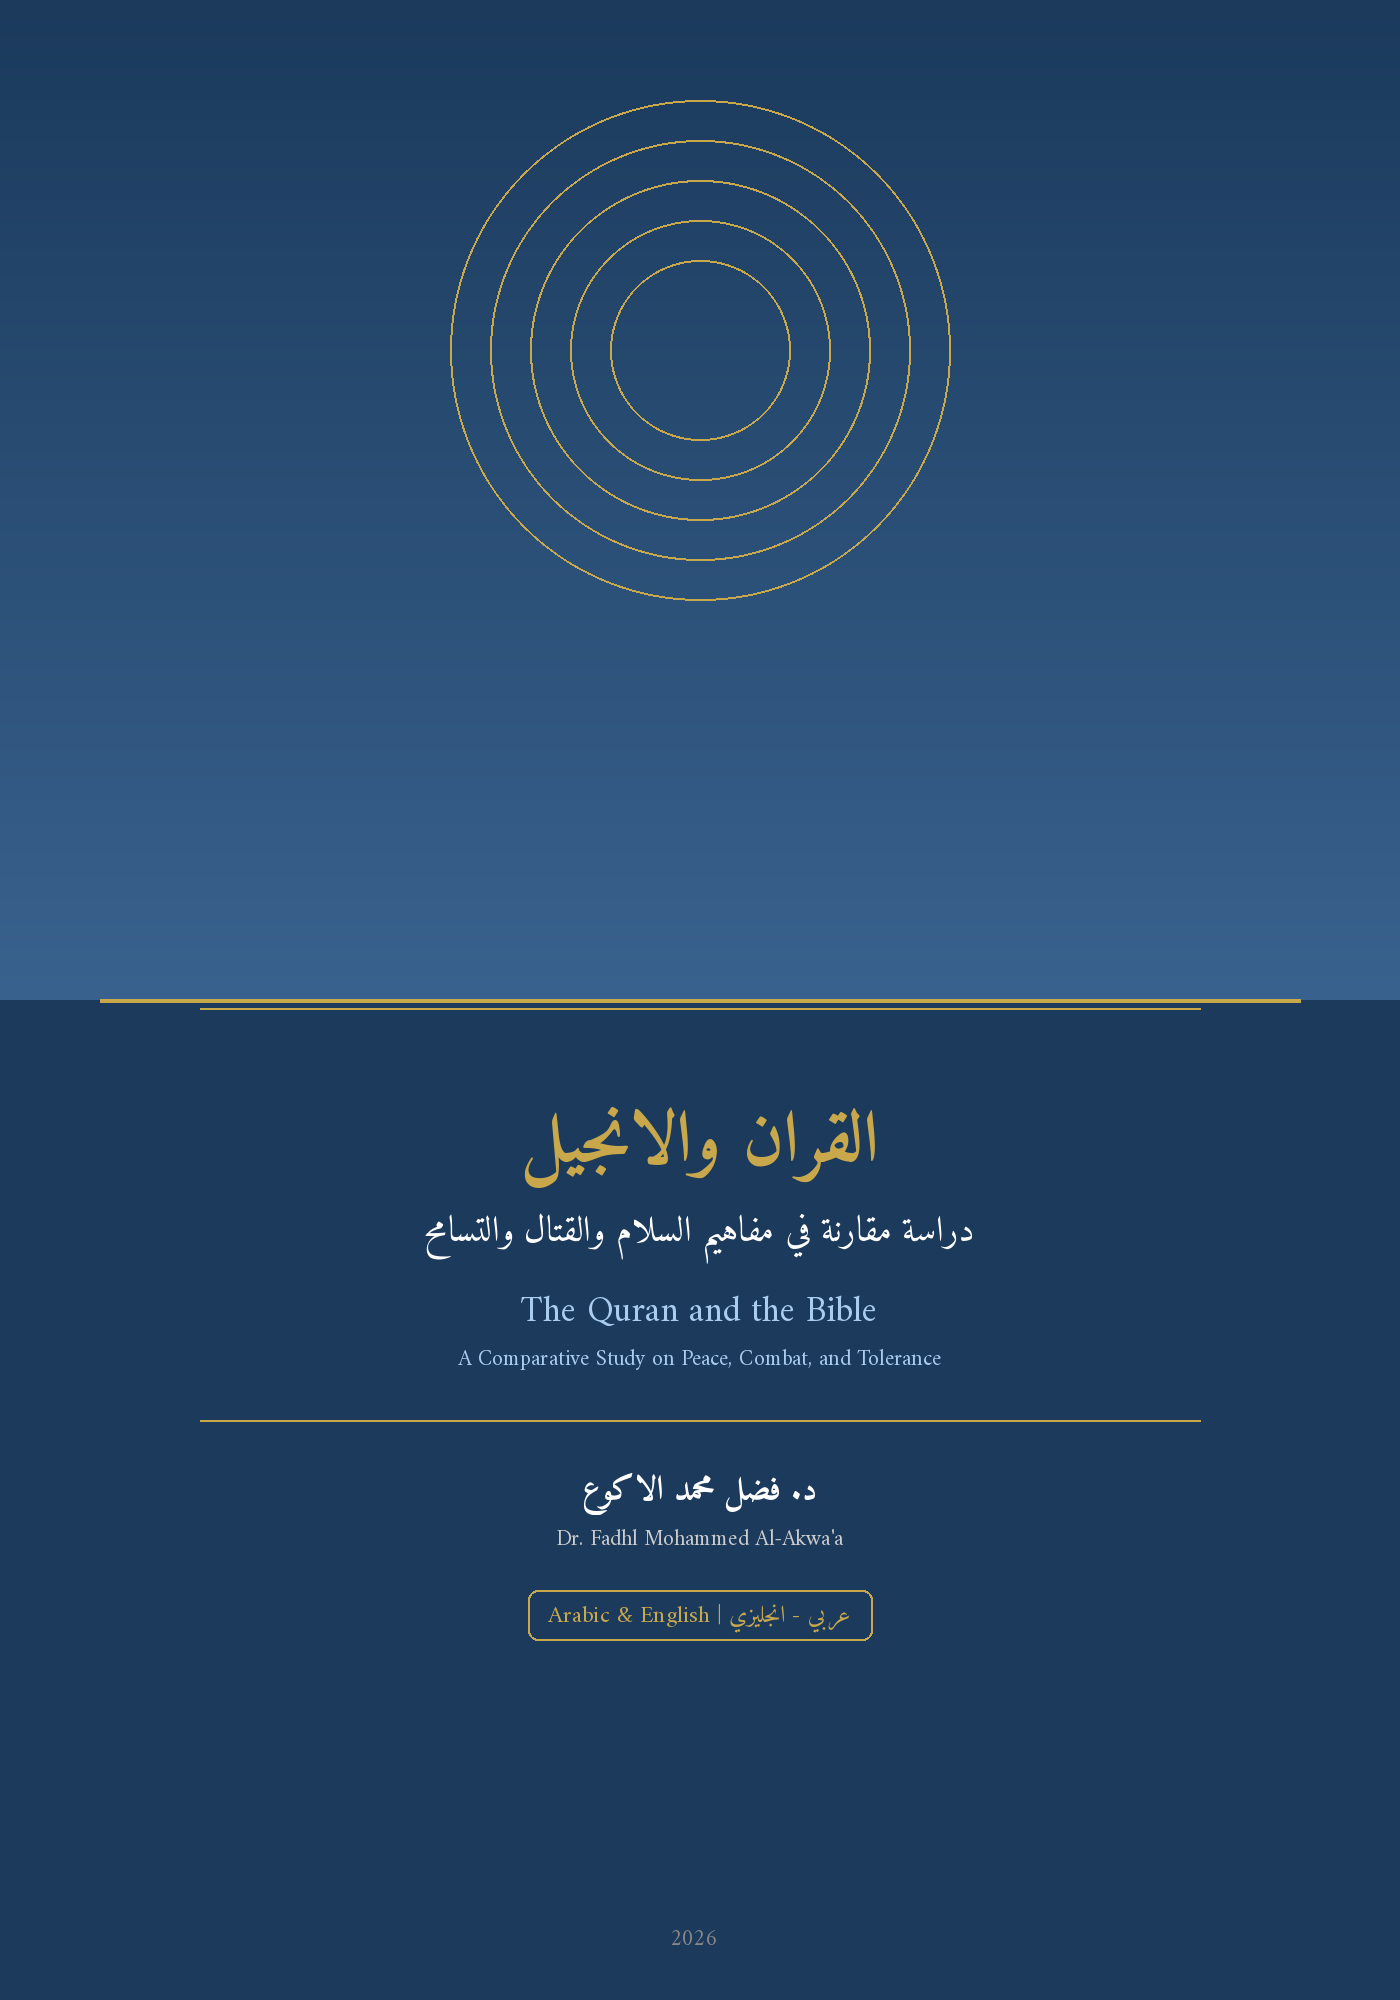 القران والانجيل
دراسة مقارنة في مفاهيم السلام والقتال والتسامح
The Quran and the Bible
A Comparative Study on Peace, Combat, and Tolerance
د. فضل محمد الاكوع
Dr. Fadhl Mohammed Al-Akwa'a
Arabic & English | عربي - انجليزي
2026